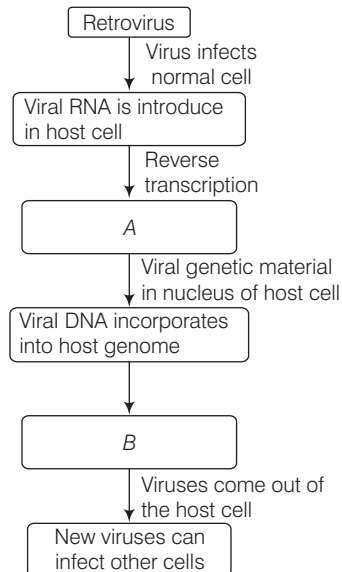 Retrovirus
Virus infects
normal cell
Viral RNA is introduce
in host cell
Reverse
transcription
A
Viral genetic material
in nucleus of host cell
Viral DNA incorporates
into host genome
B
Viruses come out of
the host cell
New viruses can
infect other cells